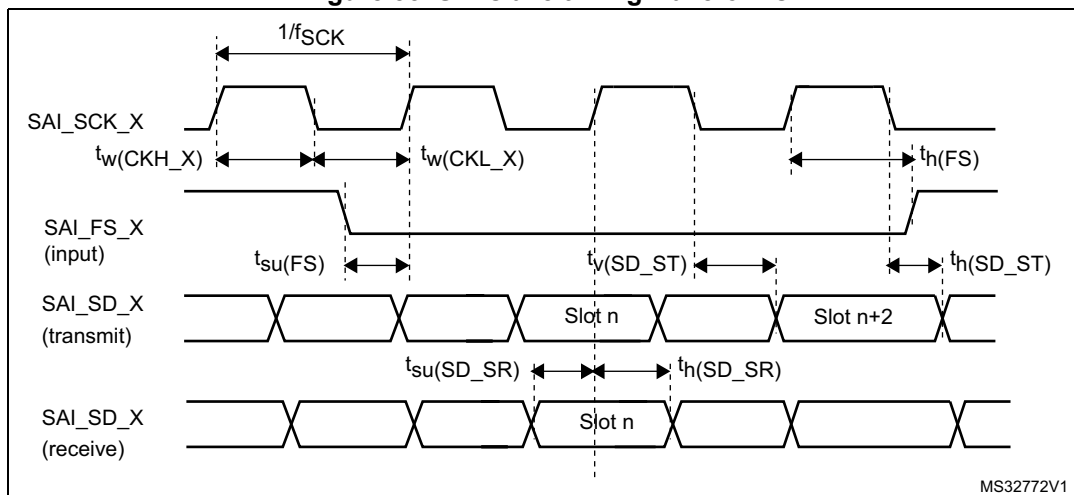 1/fSCK
SAI_SCK_X
tw(CKH_X)
tw(CKL_X)
th(FS)
SAI_FS_X
(input)
tsu(FS)
tv(SD_ST)
th(SD_ST)
SAI_SD_X
(transmit)
Slot n
Slot n+2
tsu(SD_SR)
th(SD_SR)
SAI_SD_X
(receive)
Slot n
MS32772V1